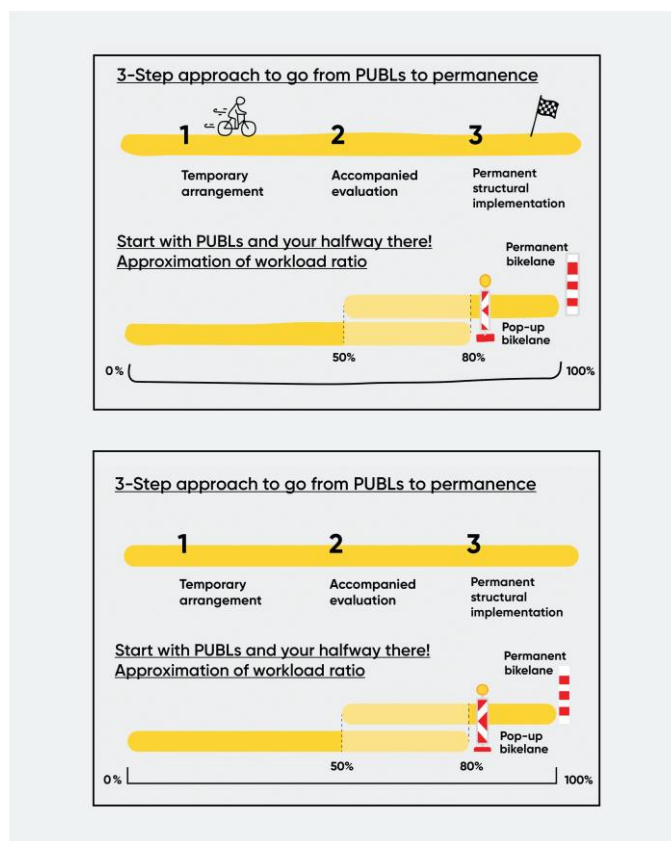 3-Step approach to go from PUBLs to permanence
1 2 3
Temporary
arrangement
Accompanied
evaluation
Permanent
structural
implementation
Start with PUBLs and your halfway there!
Approximation of workload ratio
Permanent
bikelane
Pop-up
bikelane
50% 80%
0% 100%
3-Step approach to go from PUBLs to permanence
1 2 3
Temporary
arrangement
Accompanied
evaluation
Permanent
structural
implementation
Start with PUBLs and your halfway there!
Approximation of workload ratio
Permanent
bikelane
Pop-up
bikelane
50% 80%
0% 100%